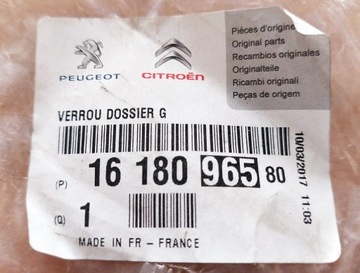 Pièces d'origine
Original parts
Recambios originales
Originalteile
Ricambi originali
Peças de origem
PEUGEOT
CITROËN
VERROU DOSSIER G
(P) 16 180 965 80
(Q) 1
10/03/2017 11:03
MADE IN FR - FRANCE